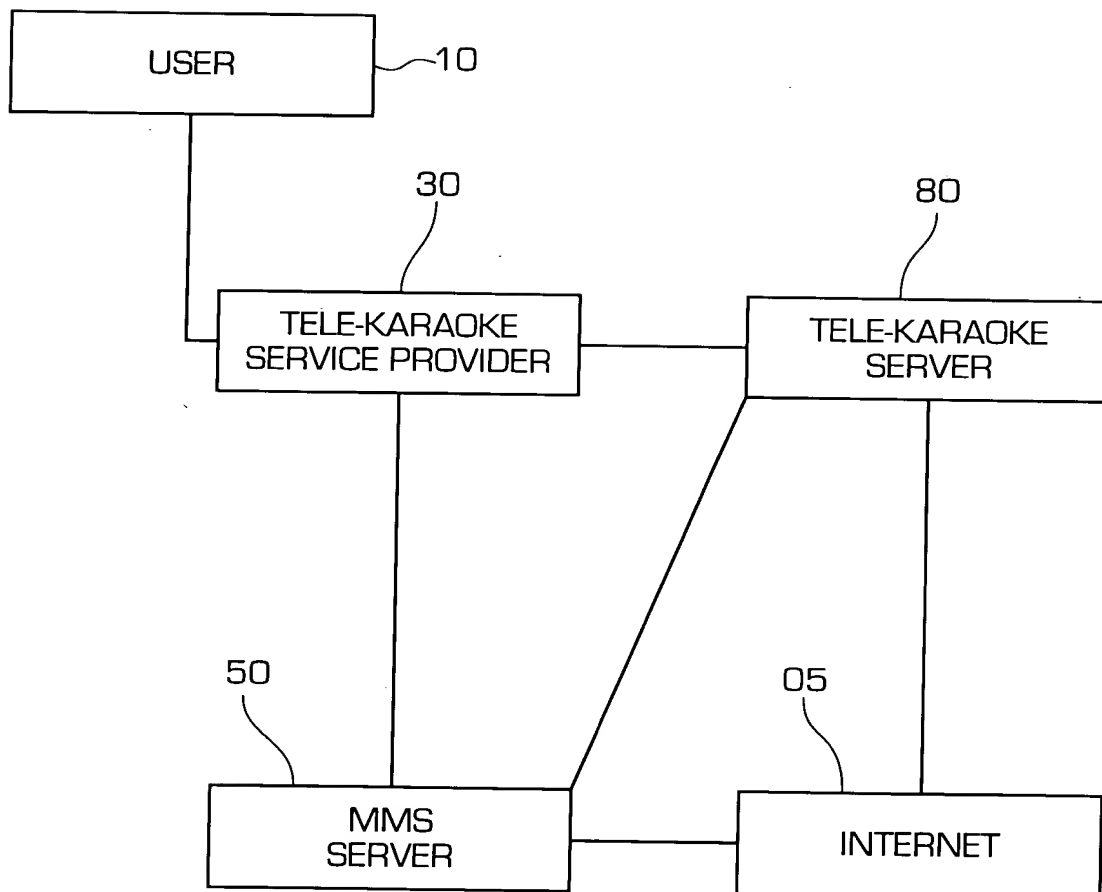 USER
10
30
80
TELE-KARAOKE
SERVICE PROVIDER
TELE-KARAOKE
SERVER
50
05
MMS
SERVER
INTERNET